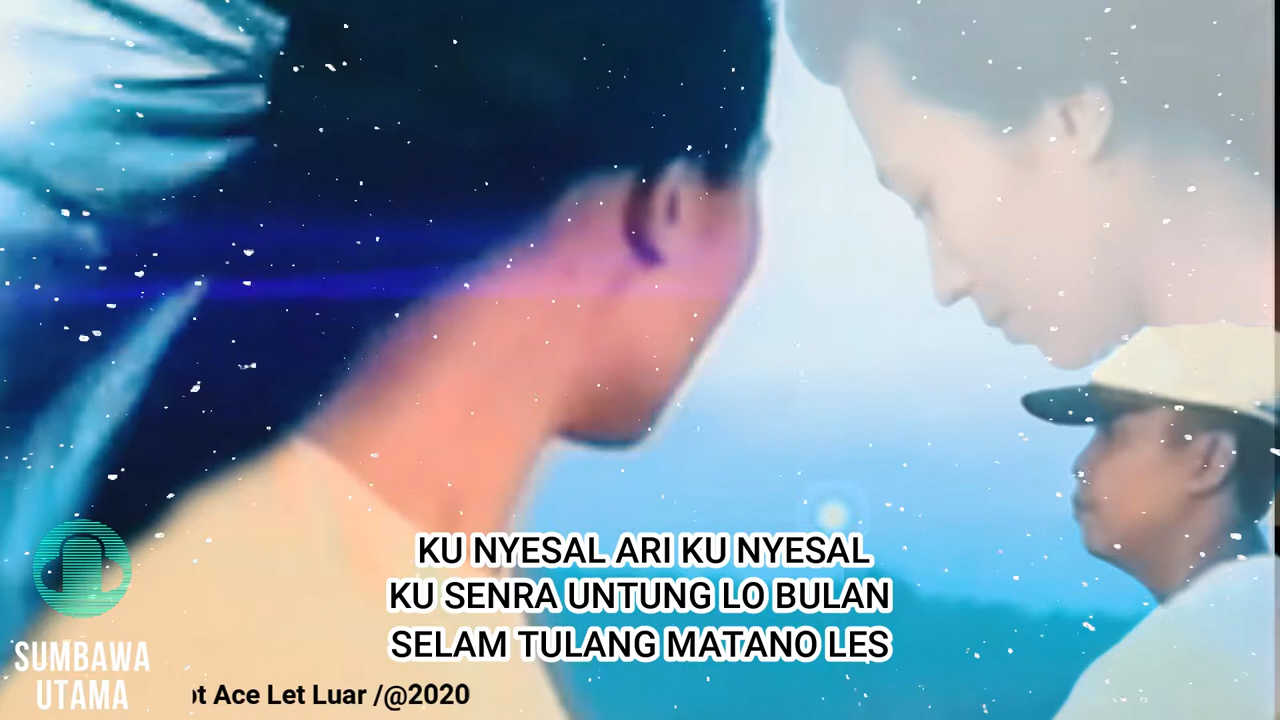 KU NYESAL ARI KU NYESAL
KU SENRA UNTUNG LO BULAN
SELAM TULANG MATANO LES
SUMBAWA
UTAMA
Ace Let Luar /@2020